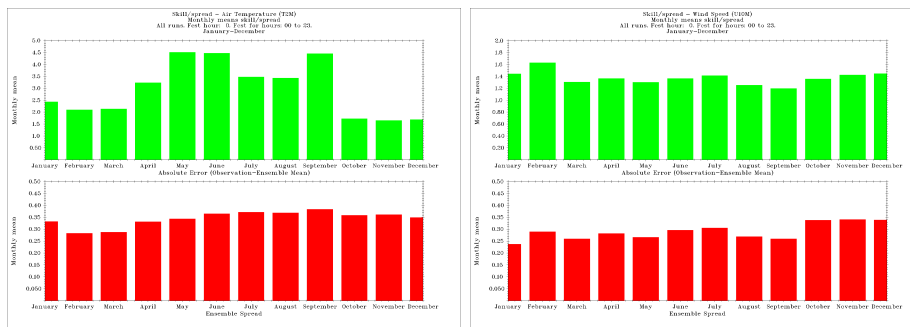 Skill/spread – Air Temperature (T2M)
Monthly means skill/spread
All runs. Fcst hour: 0. Fcst for hours: 00 to 23.
January–December
Monthly mean
5.0
4.5
4.0
3.5
3.0
2.5
2.0
1.5
1.0
0.50
January February March April May June July August September October November December
Absolute Error (Observation–Ensemble Mean)
Monthly mean
0.50
0.45
0.40
0.35
0.30
0.25
0.20
0.15
0.10
0.050
January February March April May June July August September October November December
Ensemble Spread
Skill/spread – Wind Speed (U10M)
Monthly means skill/spread
All runs. Fcst hour: 0. Fcst for hours: 00 to 23.
January–December
Monthly mean
2.0
1.8
1.6
1.4
1.2
1.0
0.80
0.60
0.40
0.20
January February March April May June July August September October November December
Absolute Error (Observation–Ensemble Mean)
Monthly mean
0.50
0.45
0.40
0.35
0.30
0.25
0.20
0.15
0.10
0.050
January February March April May June July August September October November December
Ensemble Spread